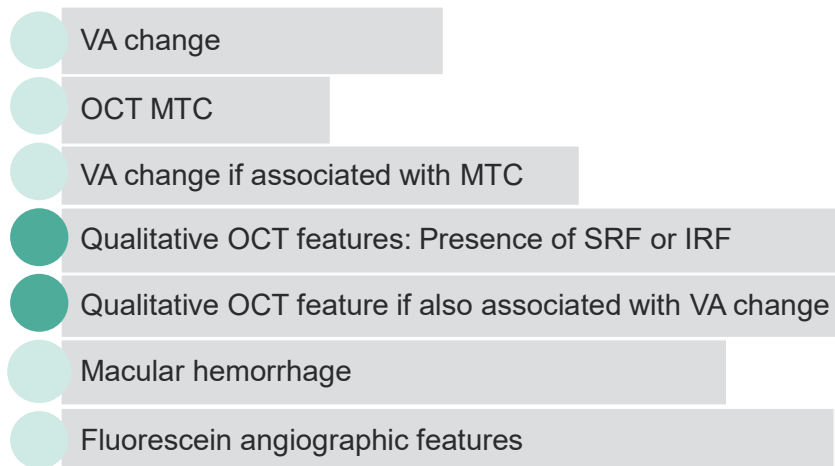 VA change
OCT MTC
VA change if associated with MTC
Qualitative OCT features: Presence of SRF or IRF
Qualitative OCT feature if also associated with VA change
Macular hemorrhage
Fluorescein angiographic features